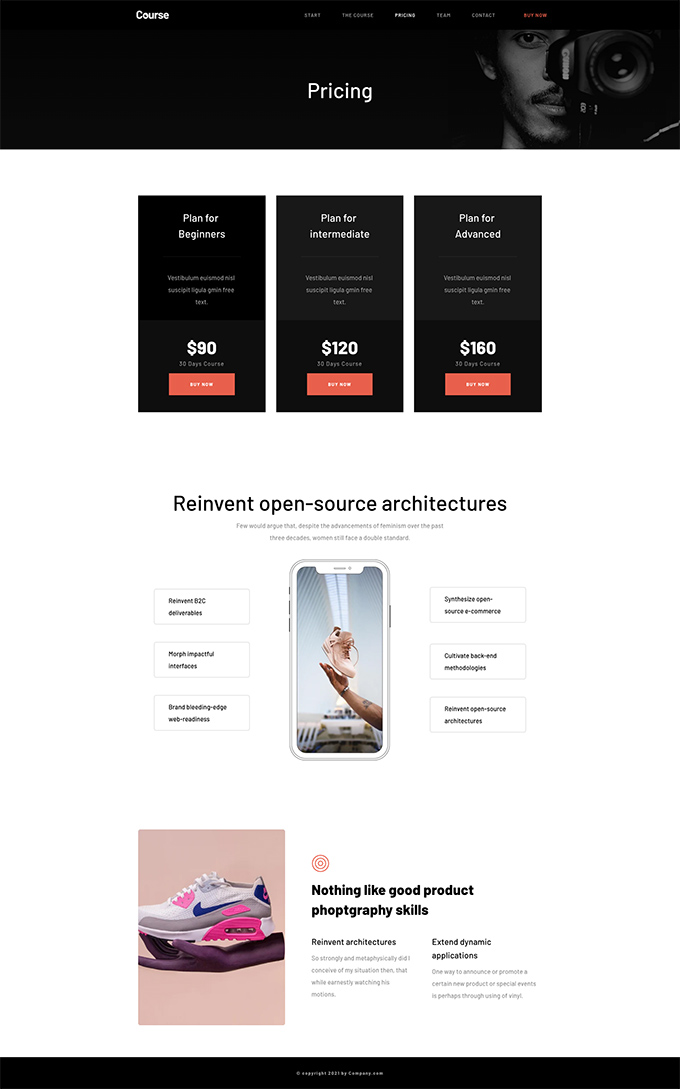 Course
START THE COURSE PRICING TEAM CONTACT BUY NOW
CANON
Pricing
Plan for
Beginners
Vestibulum euismod nisl
suscipit ligula gmin free
text.
$90
30 Days Course
BUY NOW
Plan for
intermediate
Vestibulum euismod nisl
suscipit ligula gmin free
text.
$120
30 Days Course
BUY NOW
Plan for
Advanced
Vestibulum euismod nisl
suscipit ligula gmin free
text.
$160
30 Days Course
BUY NOW
Reinvent open-source architectures
Few would argue that, despite the advancements of feminism over the past
three decades, women still face a double standard.
Reinvent B2C
deliverables
Morph impactful
interfaces
Brand bleeding-edge
web-readiness
Synthesize open-
source e-commerce
Cultivate back-end
methodologies
Reinvent open-source
architectures
Nothing like good product
phoptgraphy skills
Reinvent architectures
So strongly and metaphysically did I
conceive of my situation then, that
while earnestly watching his
motions.
Extend dynamic
applications
One way to announce or promote a
certain new product or special events
is perhaps through using of vinyl.
© copyright 2021 by Company.com